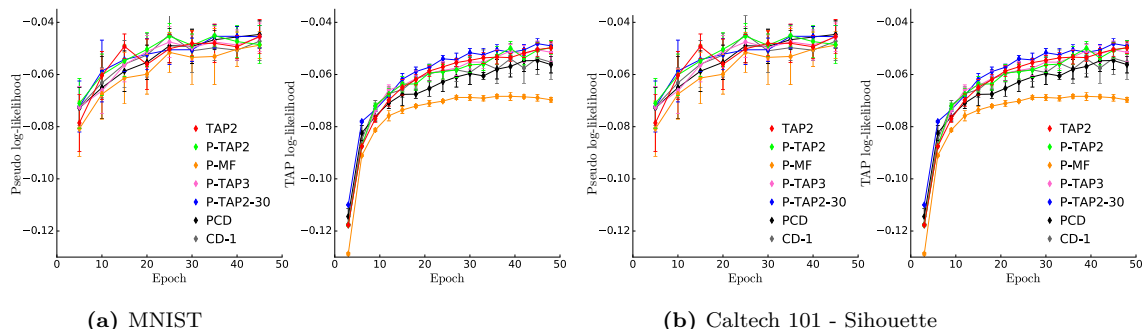 Pseudo log-likelihood
−0.04
−0.06
−0.08
−0.10
−0.12
0 10 20 30 40 50
Epoch
TAP2
P-TAP2
P-MF
P-TAP3
P-TAP2-30
PCD
CD-1
TAP log-likelihood
−0.04
−0.06
−0.08
−0.10
−0.12
0 10 20 30 40 50
Epoch
TAP2
P-TAP2
P-MF
P-TAP3
P-TAP2-30
PCD
CD-1
(a) MNIST
Pseudo log-likelihood
−0.04
−0.06
−0.08
−0.10
−0.12
0 10 20 30 40 50
Epoch
TAP2
P-TAP2
P-MF
P-TAP3
P-TAP2-30
PCD
CD-1
TAP log-likelihood
−0.04
−0.06
−0.08
−0.10
−0.12
0 10 20 30 40 50
Epoch
TAP2
P-TAP2
P-MF
P-TAP3
P-TAP2-30
PCD
CD-1
(b) Caltech 101 - Sihouette